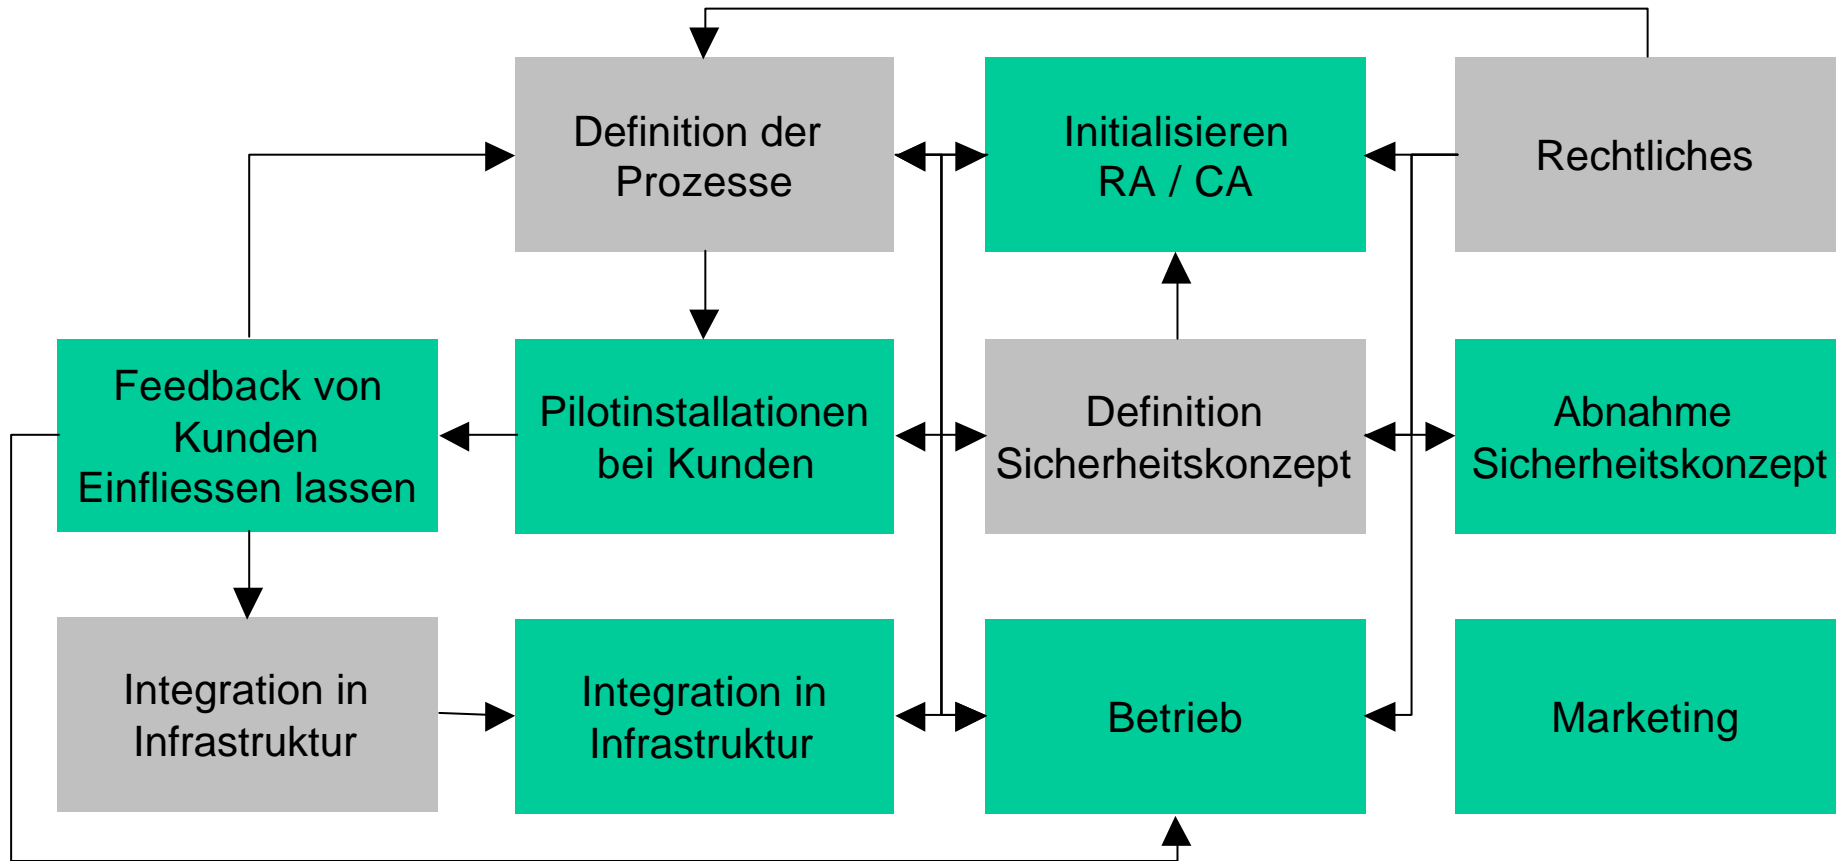 Definition der
Prozesse
Initialisieren
RA / CA
Rechtliches
Feedback von
Kunden
Einfliessen lassen
Pilotinstallationen
bei Kunden
Definition
Sicherheitskonzept
Abnahme
Sicherheitskonzept
Integration in
Infrastruktur
Integration in
Infrastruktur
Betrieb
Marketing